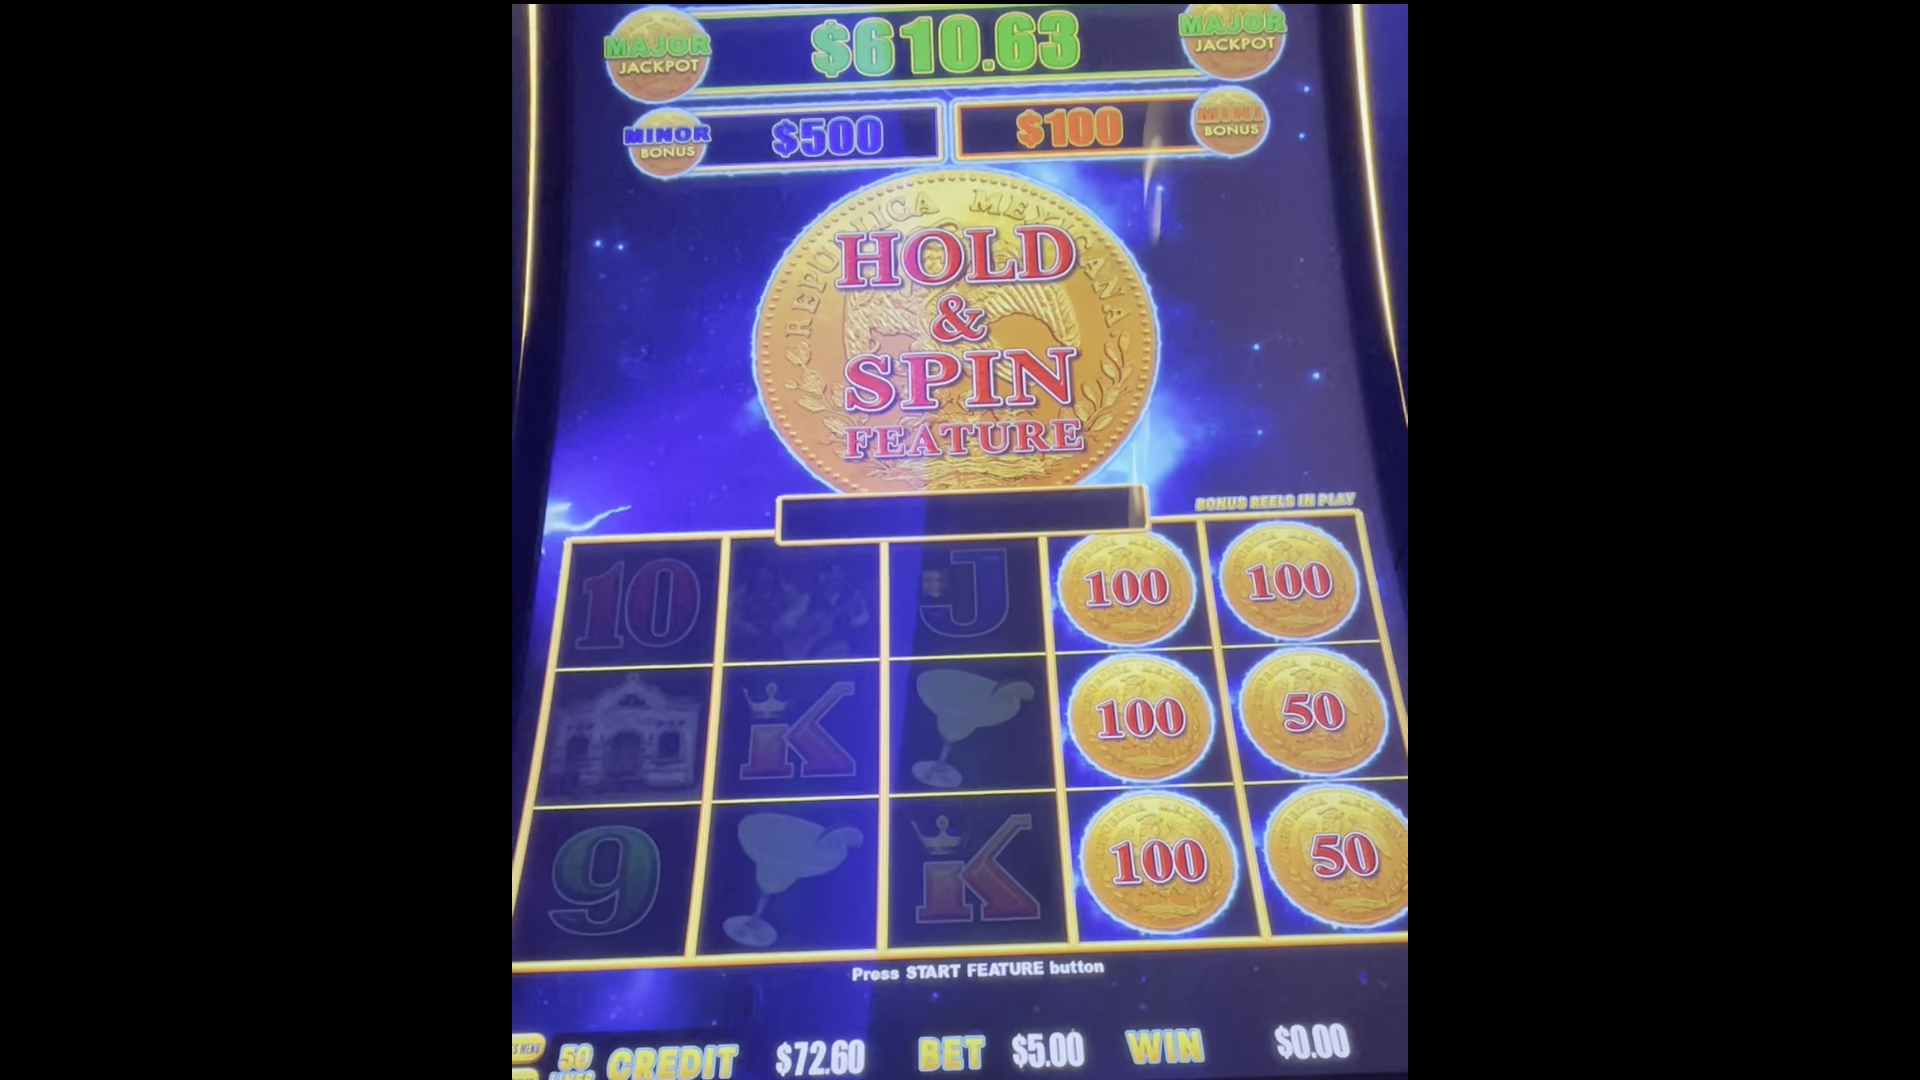 MAJOR JACKPOT $610.63 MAJOR JACKPOT
MINOR BONUS $500 $100 MINI BONUS
REPUBLICA MEXICANA
HOLD
&
SPIN
FEATURE
BONUS REELS IN PLAY
10 J 100 100
K 100 50
9 K 100 50
Press START FEATURE button
MENU
50 LINES CREDIT $72.60 BET $5.00 WIN $0.00